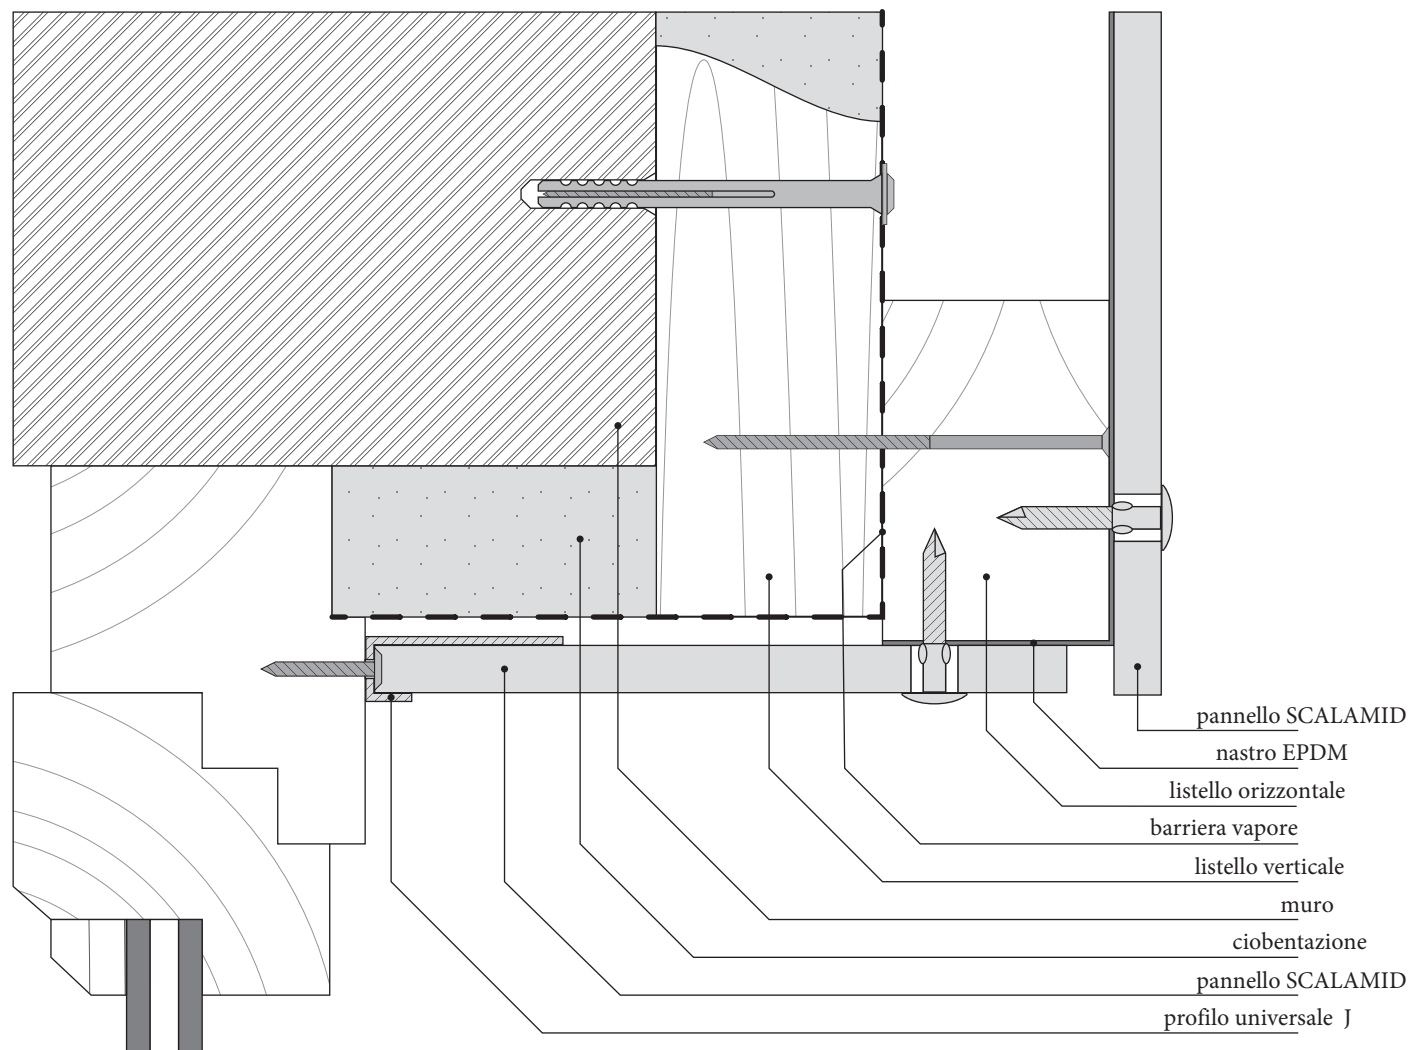 pannello SCALAMID
nastro EPDM
listello orizzontale
barriera vapore
listello verticale
muro
ciobentazione
pannello SCALAMID
profilo universale J